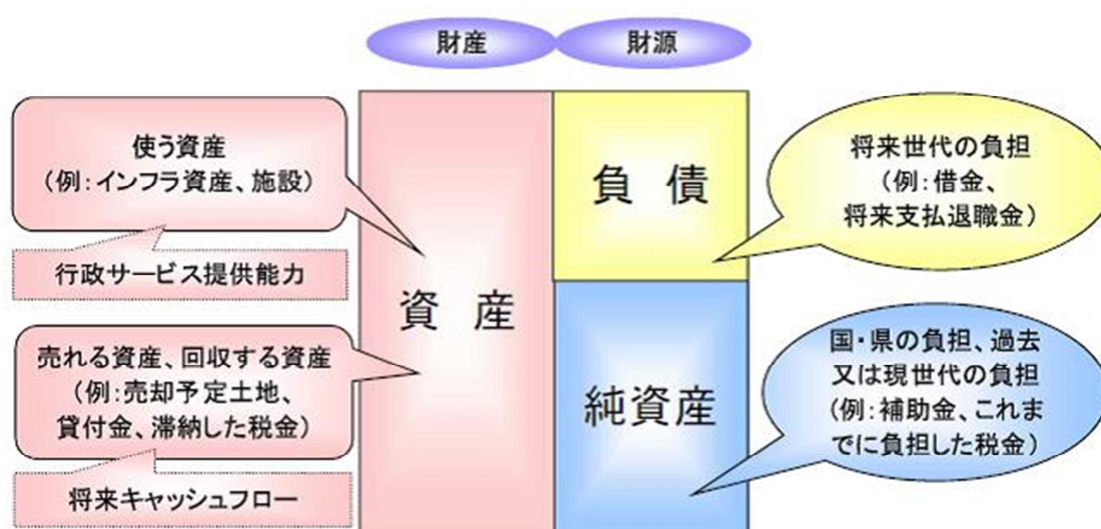 財産
財源
使う資産
（例：インフラ資産、施設）
行政サービス提供能力
売れる資産、回収する資産
（例：売却予定土地、
貸付金、滞納した税金）
将来キャッシュフロー
資産
負債
純資産
将来世代の負担
（例：借金、
将来支払退職金）
国・県の負担、過去
又は現世代の負担
（例：補助金、これま
でに負担した税金）